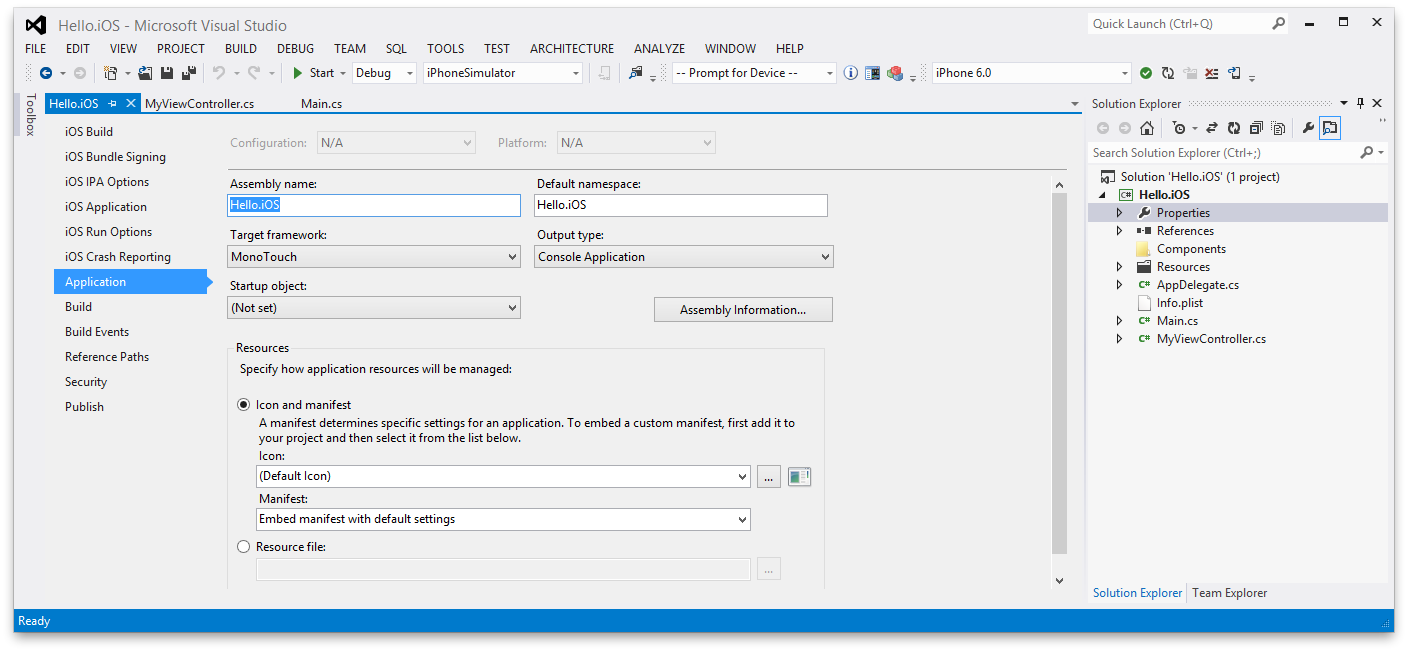 Hello.iOS - Microsoft Visual Studio
Quick Launch (Ctrl+Q)
FILE EDIT VIEW PROJECT BUILD DEBUG TEAM SQL TOOLS TEST ARCHITECTURE ANALYZE WINDOW HELP
Start Debug iPhoneSimulator -- Prompt for Device -- iPhone 6.0
Toolbox
Hello.iOS MyViewController.cs Main.cs
iOS Build
iOS Bundle Signing
iOS IPA Options
iOS Application
iOS Run Options
iOS Crash Reporting
Application
Build
Build Events
Reference Paths
Security
Publish
Configuration: N/A Platform: N/A
Assembly name: Default namespace:
Hello.iOS Hello.iOS
Target framework: Output type:
MonoTouch Console Application
Startup object:
(Not set) Assembly Information...
Resources
Specify how application resources will be managed:
Icon and manifest
A manifest determines specific settings for an application. To embed a custom manifest, first add it to
your project and then select it from the list below.
Icon:
(Default Icon) ...
Manifest:
Embed manifest with default settings
Resource file:
...
Solution Explorer
Search Solution Explorer (Ctrl+;)
Solution 'Hello.iOS' (1 project)
C# Hello.iOS
Properties
References
Components
Resources
C# AppDelegate.cs
Info.plist
C# Main.cs
C# MyViewController.cs
Solution Explorer Team Explorer
Ready